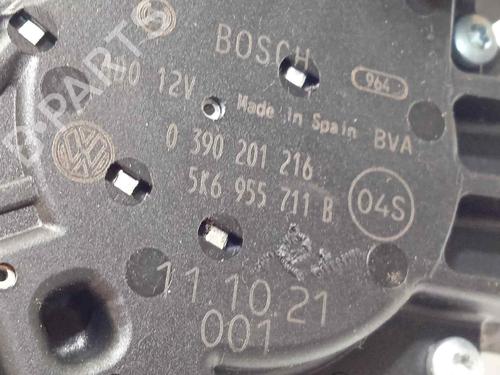 BOSCH
12V
964
Made in Spain BVA
0 390 201 216
5K6 955 711 B
04S
11.10.21
001
B-PARTS